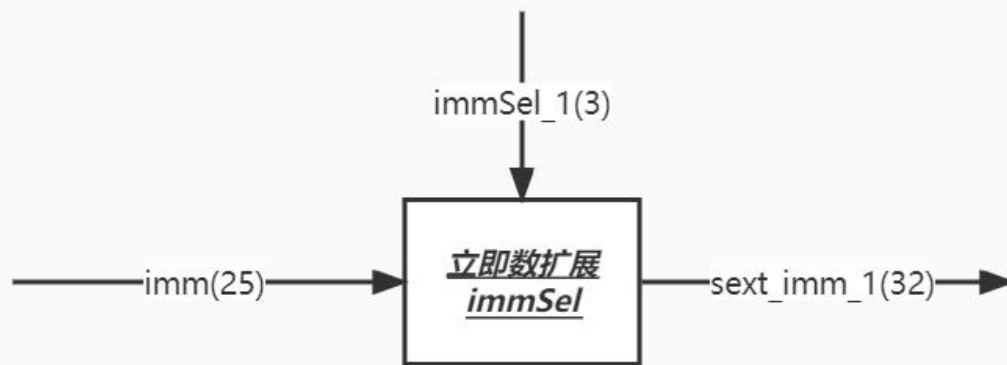 immSel_1(3)
立即数扩展
immSel
imm(25)
sext_imm_1(32)